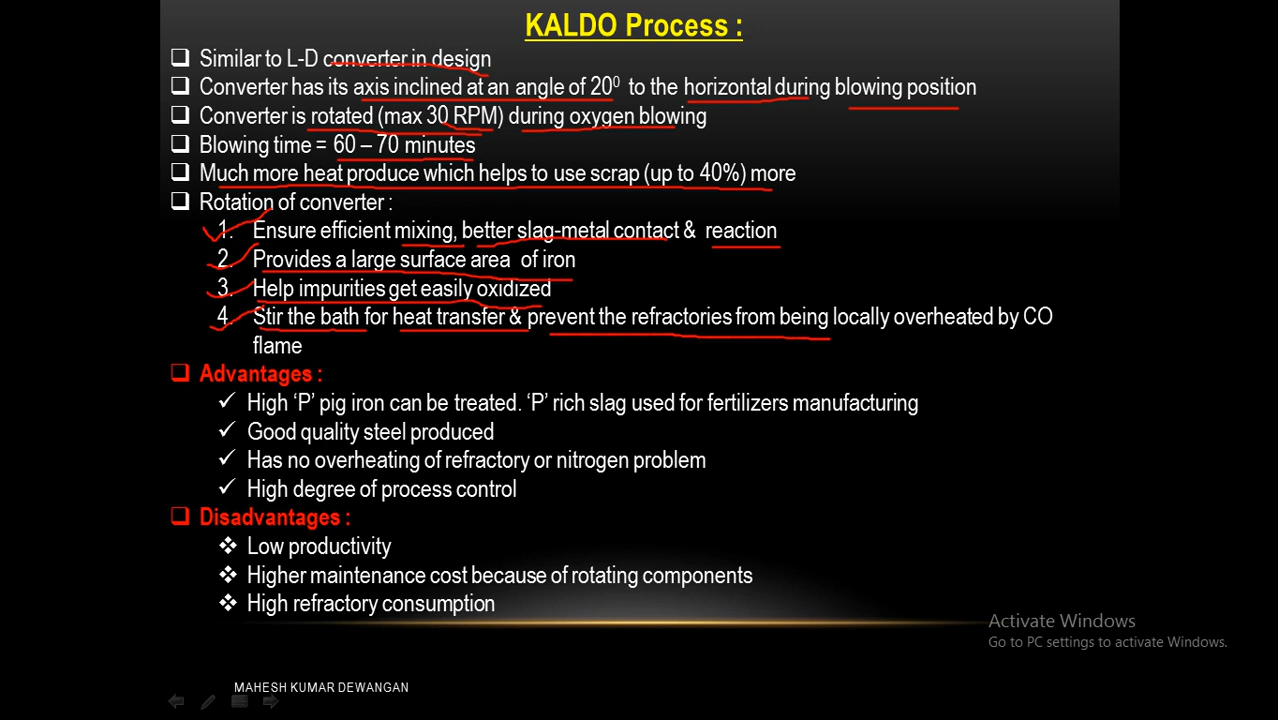 KALDO Process :
❑ Similar to L-D converter in design
❑ Converter has its axis inclined at an angle of 20⁰ to the horizontal during blowing position
❑ Converter is rotated (max 30 RPM) during oxygen blowing
❑ Blowing time = 60 – 70 minutes
❑ Much more heat produce which helps to use scrap (up to 40%) more
❑ Rotation of converter :
1. Ensure efficient mixing, better slag-metal contact & reaction
2. Provides a large surface area of iron
3. Help impurities get easily oxidized
4. Stir the bath for heat transfer & prevent the refractories from being locally overheated by CO
flame
❑ Advantages :
✓ High ‘P’ pig iron can be treated. ‘P’ rich slag used for fertilizers manufacturing
✓ Good quality steel produced
✓ Has no overheating of refractory or nitrogen problem
✓ High degree of process control
❑ Disadvantages :
❖ Low productivity
❖ Higher maintenance cost because of rotating components
❖ High refractory consumption
Activate Windows
Go to PC settings to activate Windows.
MAHESH KUMAR DEWANGAN